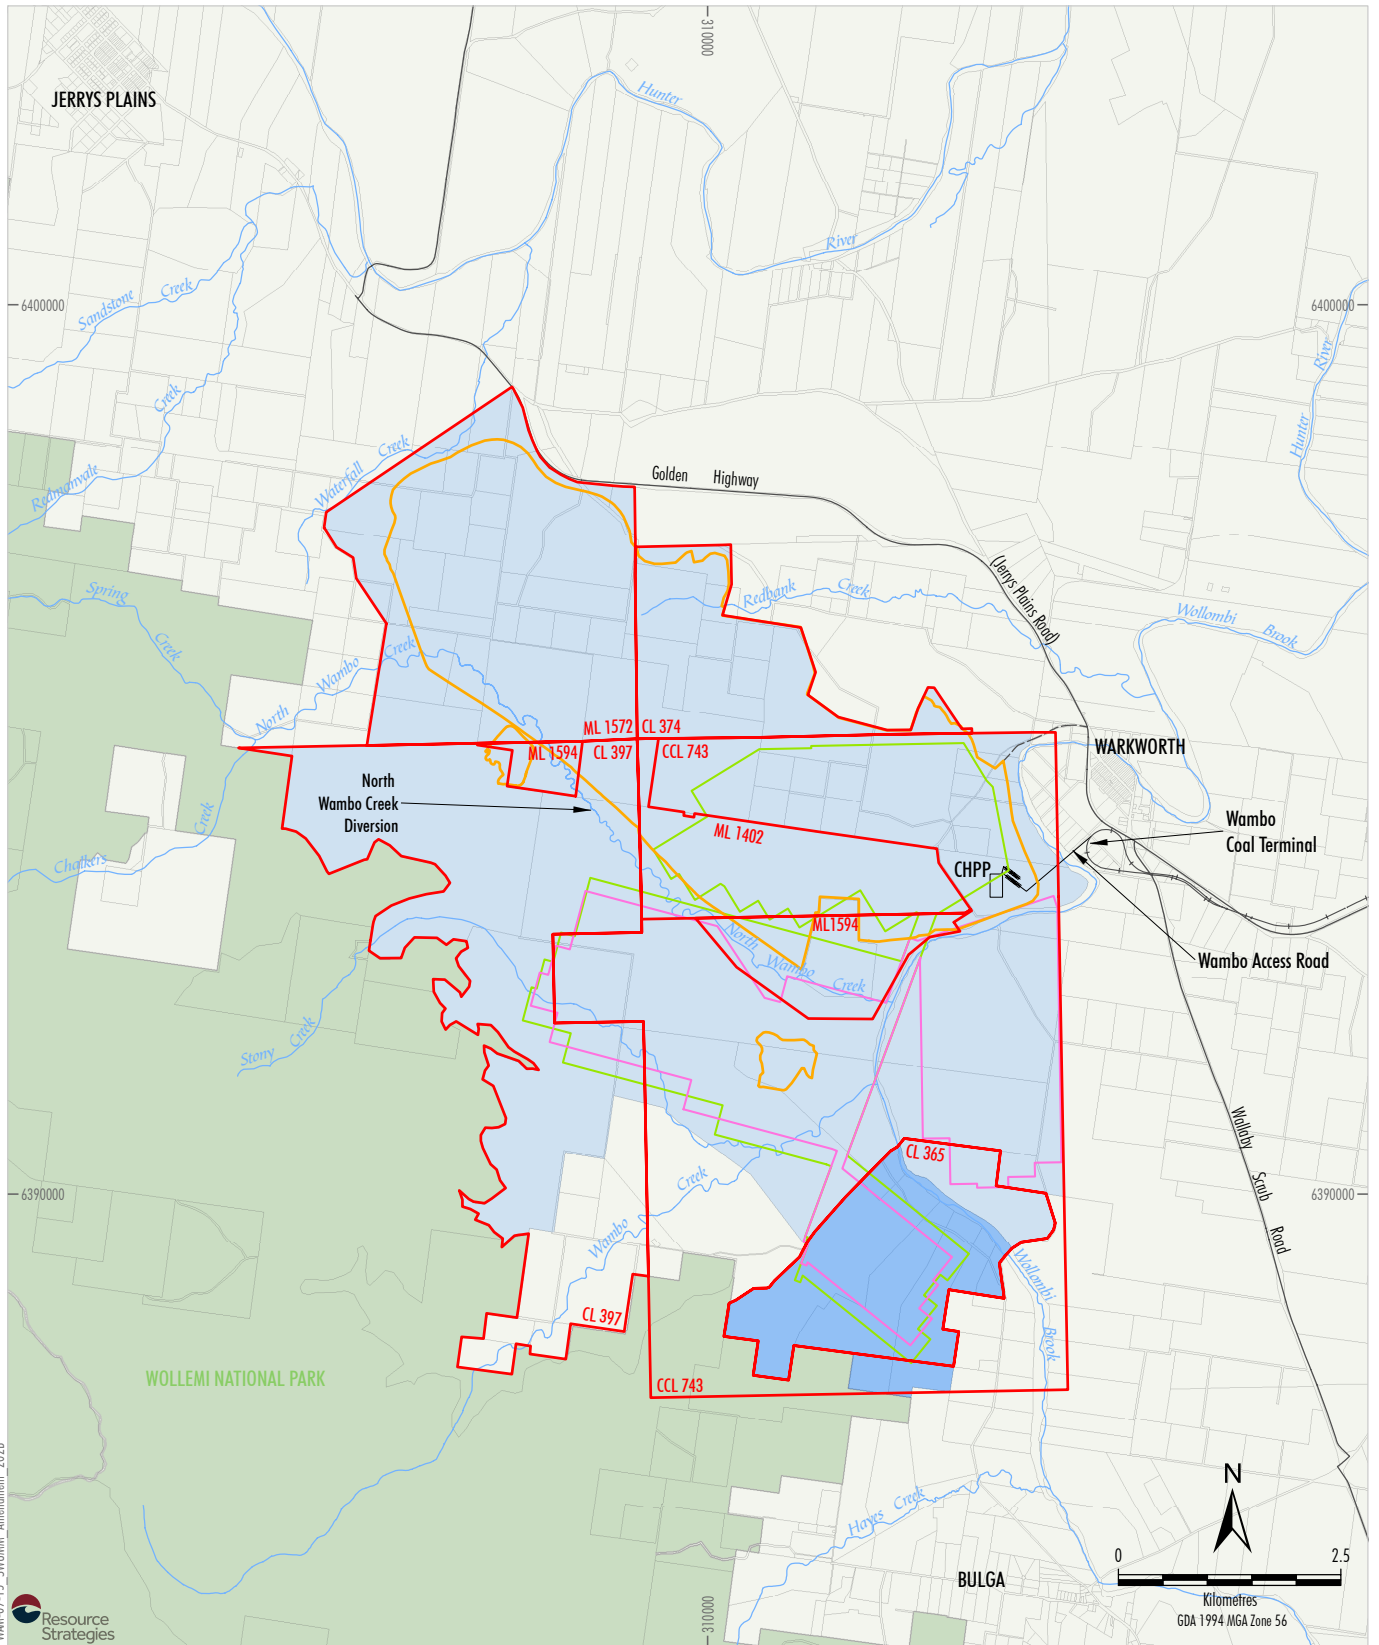 310000
JERRYS PLAINS
Hunter
River
Sandstone Creek
6400000
6400000
Hunter River
Creek
Redmonvale
Waterfall Creek
Golden Highway
(Jerrys Plains Road)
Redbank Creek
Wollombi Brook
Spring
Creek
North Wambo Creek
ML 1572
CL 374
ML 1594
CL 397
CCL 743
WARKWORTH
North
Wambo Creek
Diversion
ML 1402
Wambo
Coal Terminal
Chalkers Creek
CHPP
ML1594
North Wambo Creek
Wambo Access Road
Stony Creek
CL 365
Wallaby Scrub Road
6390000
6390000
Wambo Creek
Wollombi Brook
CL 397
WOLLEMI NATIONAL PARK
CCL 743
N
Hayes Creek
BULGA
0 2.5
Kilometres
GDA 1994 MGA Zone 56
310000
Resource
Strategies